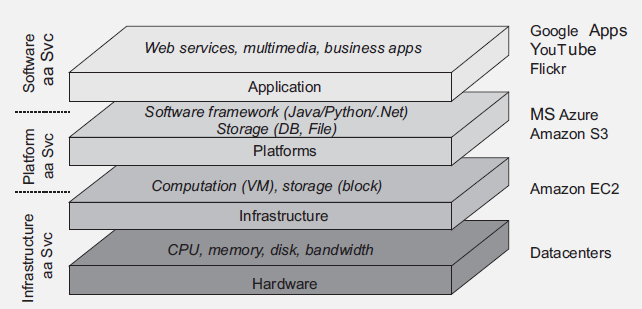 Software
aa Svc
Web services, multimedia, business apps
Application
Google Apps
YouTube
Flickr
Platform
aa Svc
Software framework (Java/Python/.Net)
Storage (DB, File)
Platforms
MS Azure
Amazon S3
Infrastructure
aa Svc
Computation (VM), storage (block)
Infrastructure
Amazon EC2
CPU, memory, disk, bandwidth
Hardware
Datacenters